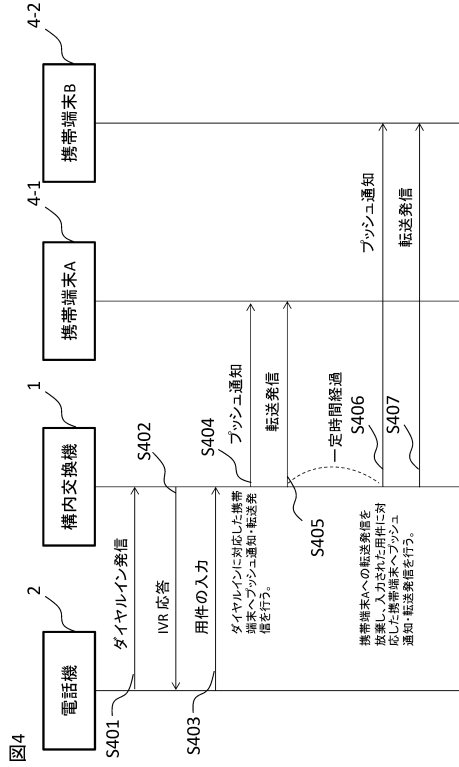 図4
電話機
2
構内交換機
1
携帯端末A
4-1
携帯端末B
4-2
S401
ダイヤルイン発信
IVR 応答
S402
S403
用件の入力
ダイヤルインに対応した携帯
端末へプッシュ通知・転送発
信を行う。
S404
プッシュ通知
転送発信
S405
一定時間経過
携帯端末Aへの転送発信を
放棄し、入力された用件に対
応した携帯端末へプッシュ
通知・転送発信を行う。
S406
プッシュ通知
S407
転送発信